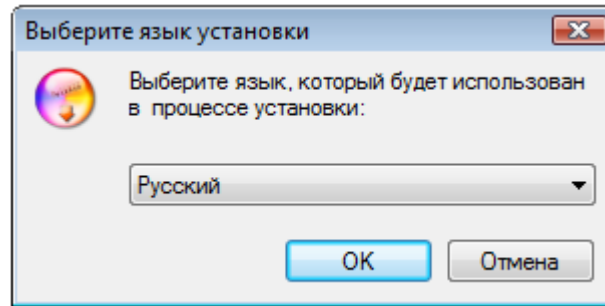 Выберите язык установки
Выберите язык, который будет использован
в процессе установки:
Русский
OK
Отмена